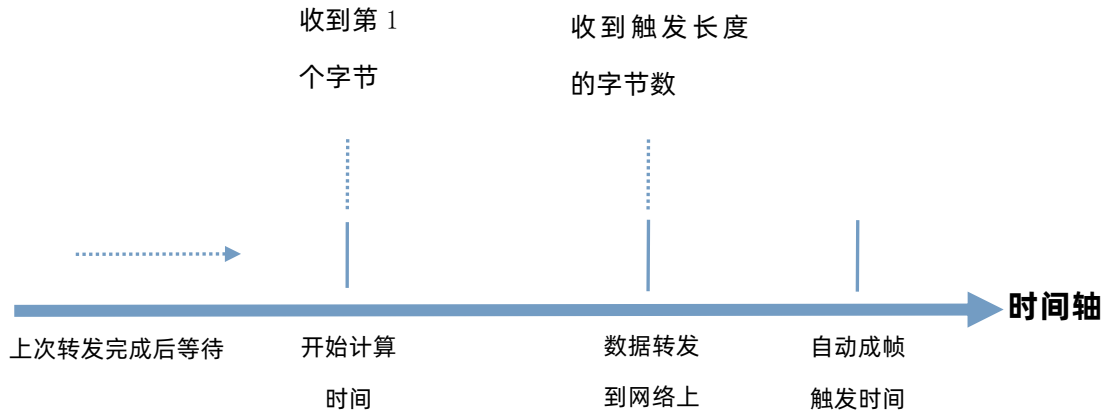 收到第 1
个字节
收到触发长度
的字节数
时间轴
上次转发完成后等待
开始计算
时间
数据转发
到网络上
自动成帧
触发时间